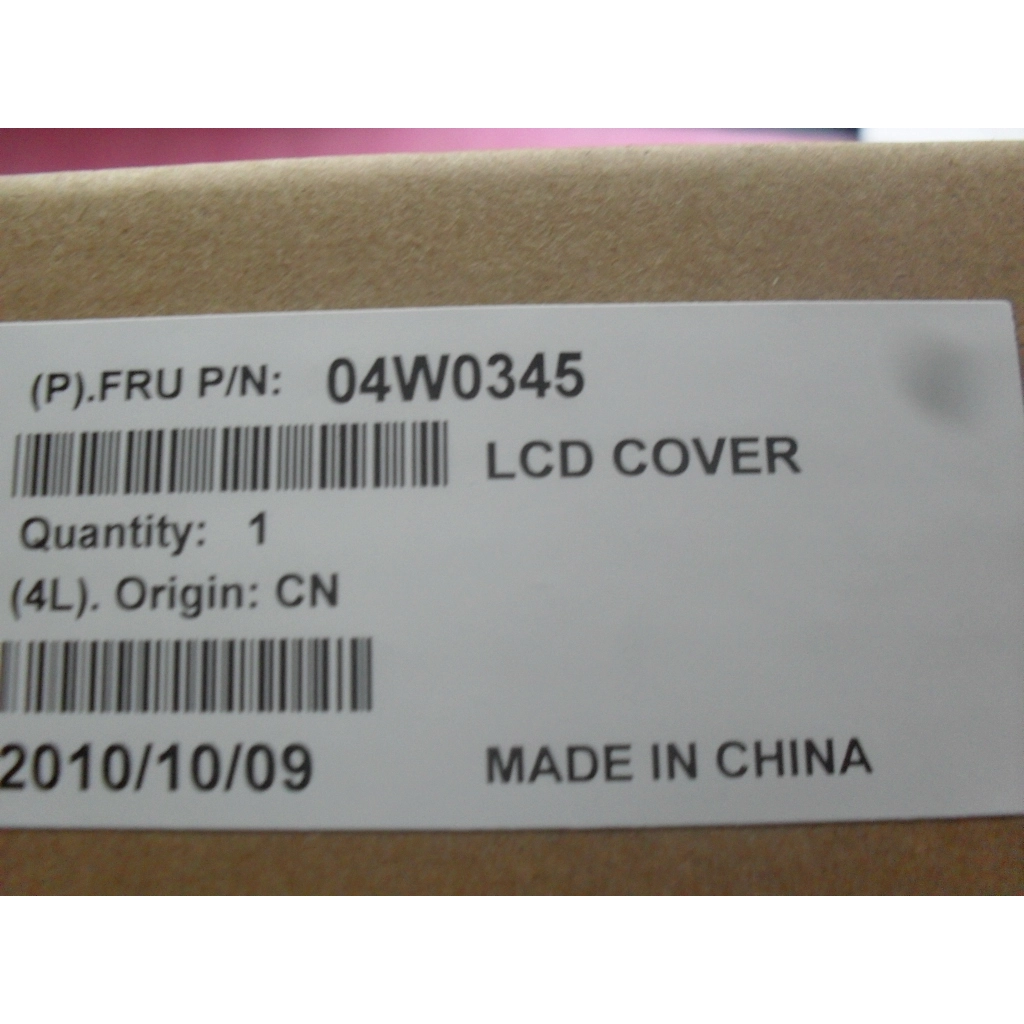 (P).FRU P/N: 04W0345
LCD COVER
Quantity: 1
(4L). Origin: CN
2010/10/09 MADE IN CHINA